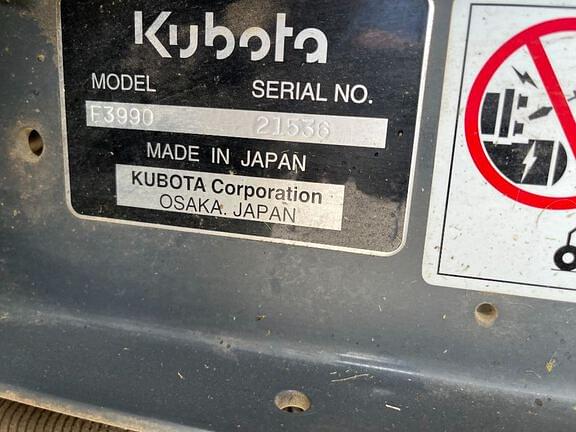 Kubota
MODEL SERIAL NO.
F3990 21536
MADE IN JAPAN
KUBOTA Corporation
OSAKA. JAPAN